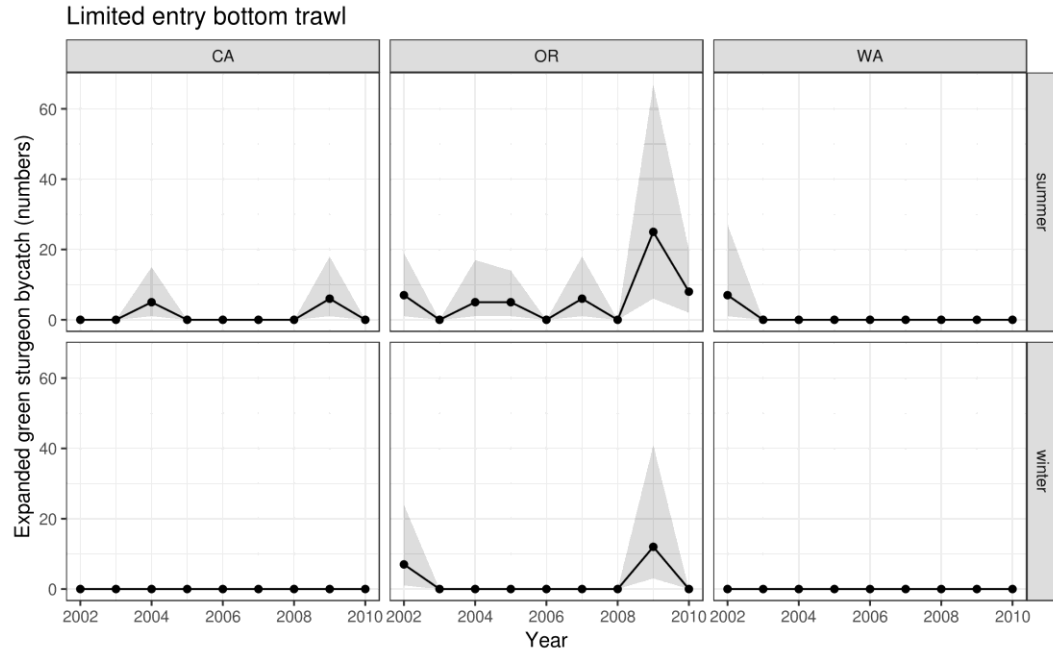 Limited entry bottom trawl
CA OR WA
Expanded green sturgeon bycatch (numbers)
60
40
20
0
summer
60
40
20
0
winter
2002 2004 2006 2008 2010 2002 2004 2006 2008 2010 2002 2004 2006 2008 2010
Year